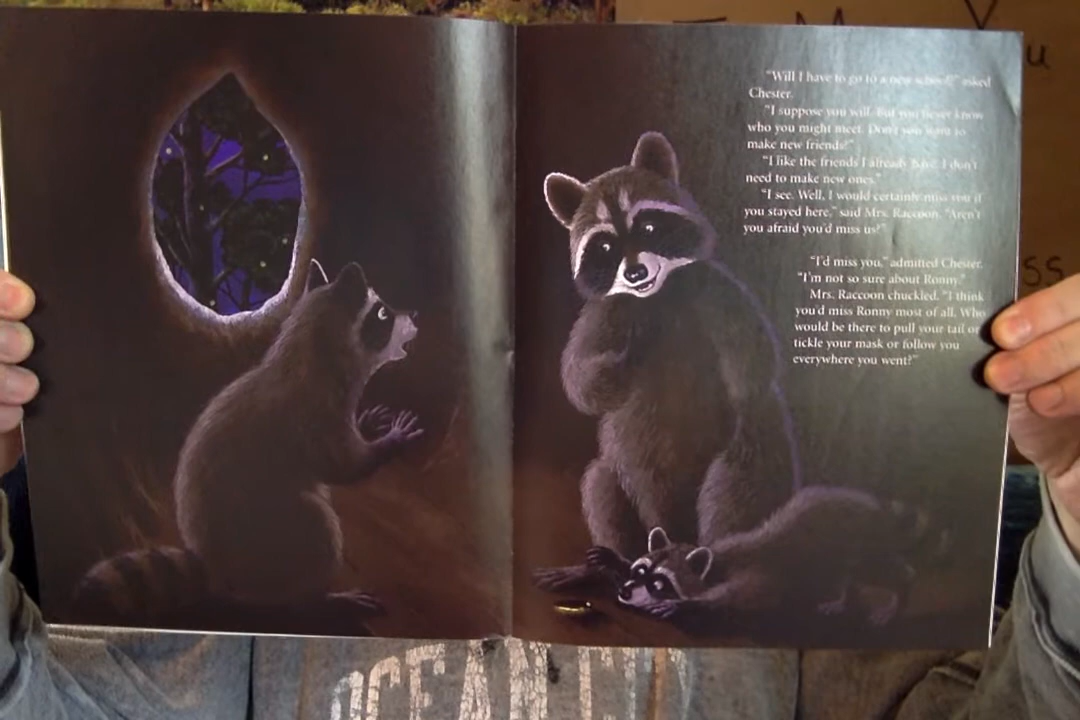 "Will I have to go to a new school?" asked
Chester.
"I suppose you will. But you never know
who you might meet. Don't you want to
make new friends?"
"I like the friends I already have. I don't
need to make new ones."
"I see. Well, I would certainly miss you if
you stayed here," said Mrs. Raccoon. "Aren't
you afraid you'd miss us?"
"I'd miss you," admitted Chester.
"I'm not so sure about Ronny."
Mrs. Raccoon chuckled. "I think
you'd miss Ronny most of all. Who
would be there to pull your tail or
tickle your mask or follow you
everywhere you went?"
OCEAN CITY